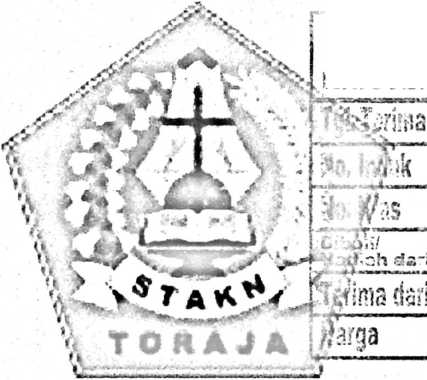 STAKN
TORAJA
Tgl. Terima
No. Induk
No. Klas
Terima dari
Harga